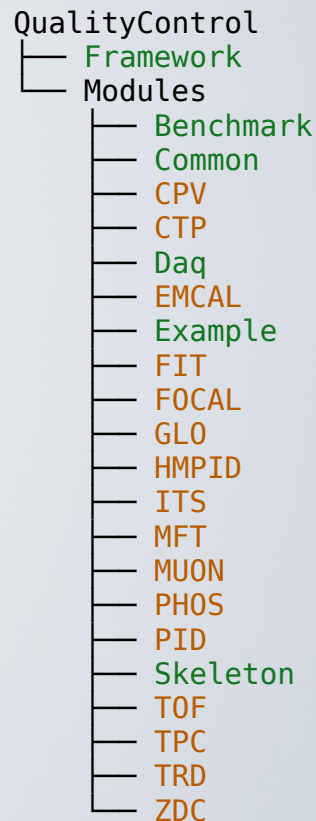 QualityControl
├── Framework
└── Modules
    ├── Benchmark
    ├── Common
    ├── CPV
    ├── CTP
    ├── Daq
    ├── EMCAL
    ├── Example
    ├── FIT
    ├── FOCAL
    ├── GLO
    ├── HMPID
    ├── ITS
    ├── MFT
    ├── MUON
    ├── PHOS
    ├── PID
    ├── Skeleton
    ├── TOF
    ├── TPC
    ├── TRD
    └── ZDC